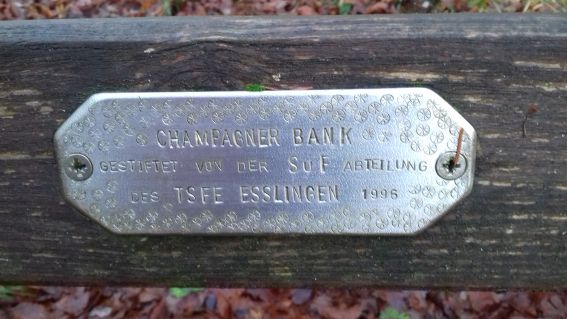 CHAMPAGNER BANK
GESTIFTET VON DER SUF ABTEILUNG
DES TSFE ESSLINGEN 1996